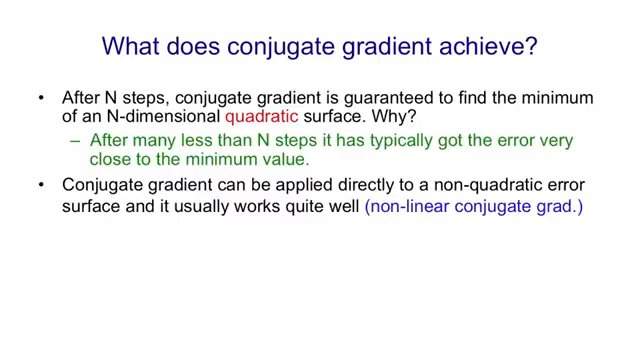 What does conjugate gradient achieve?
• After N steps, conjugate gradient is guaranteed to find the minimum
of an N-dimensional quadratic surface. Why?
– After many less than N steps it has typically got the error very
close to the minimum value.
• Conjugate gradient can be applied directly to a non-quadratic error
surface and it usually works quite well (non-linear conjugate grad.)